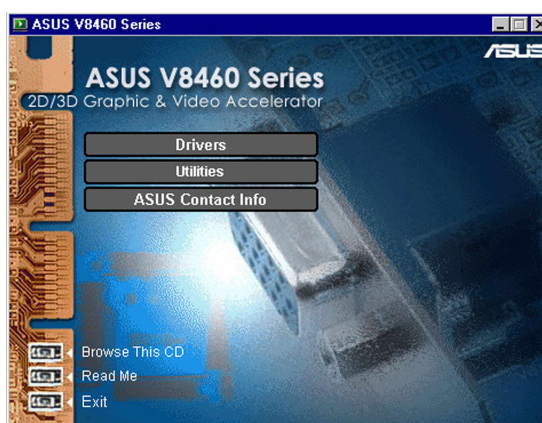 ASUS V8460 Series
ASUS
ASUS V8460 Series
2D/3D Graphic & Video Accelerator
Drivers
Utilities
ASUS Contact Info
Browse This CD
Read Me
Exit